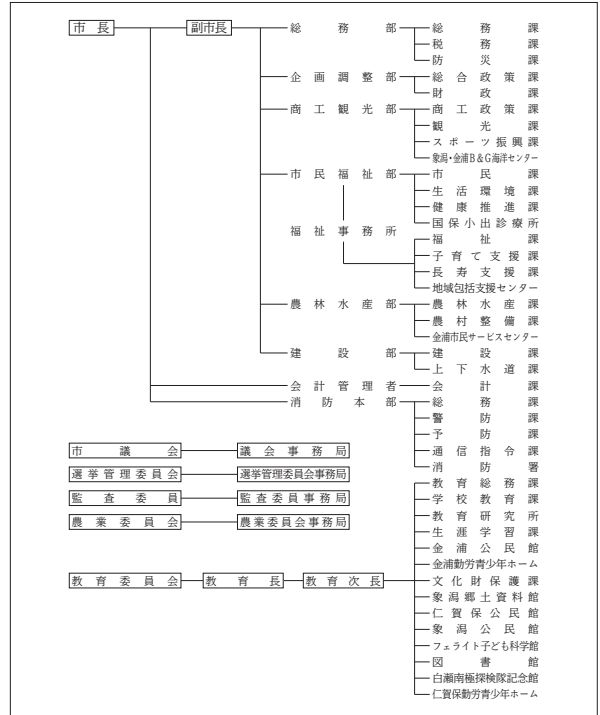 市長 副市長 総務部 総務課
税務課
防災課
企画調整部 総合政策課
財政課
商工観光部 商工政策課
観光課
スポーツ振興課
象潟・金浦B&G海洋センター
市民福祉部 市民課
生活環境課
健康推進課
国保小出診療所
福祉事務所 福祉課
子育て支援課
長寿支援課
地域包括支援センター
農林水産部 農林水産課
農村整備課
金浦市民サービスセンター
建設部 建設課
上下水道課
会計管理者 会計課
消防本部 総務課
警防課
予防課
通信指令課
消防署
市議会 議会事務局
選挙管理委員会 選挙管理委員会事務局
監査委員 監査委員事務局
農業委員会 農業委員会事務局
教育委員会 教育長 教育次長
教育総務課
学校教育課
教育研究所
生涯学習課
金浦公民館
金浦勤労青少年ホーム
文化財保護課
象潟郷土資料館
仁賀保公民館
象潟公民館
フェライト子ども科学館
図書館
白瀬南極探検隊記念館
仁賀保勤労青少年ホーム